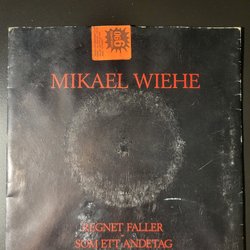 MIKAEL WIEHE
REGNET FALLER
SOM ETT ANDETAG